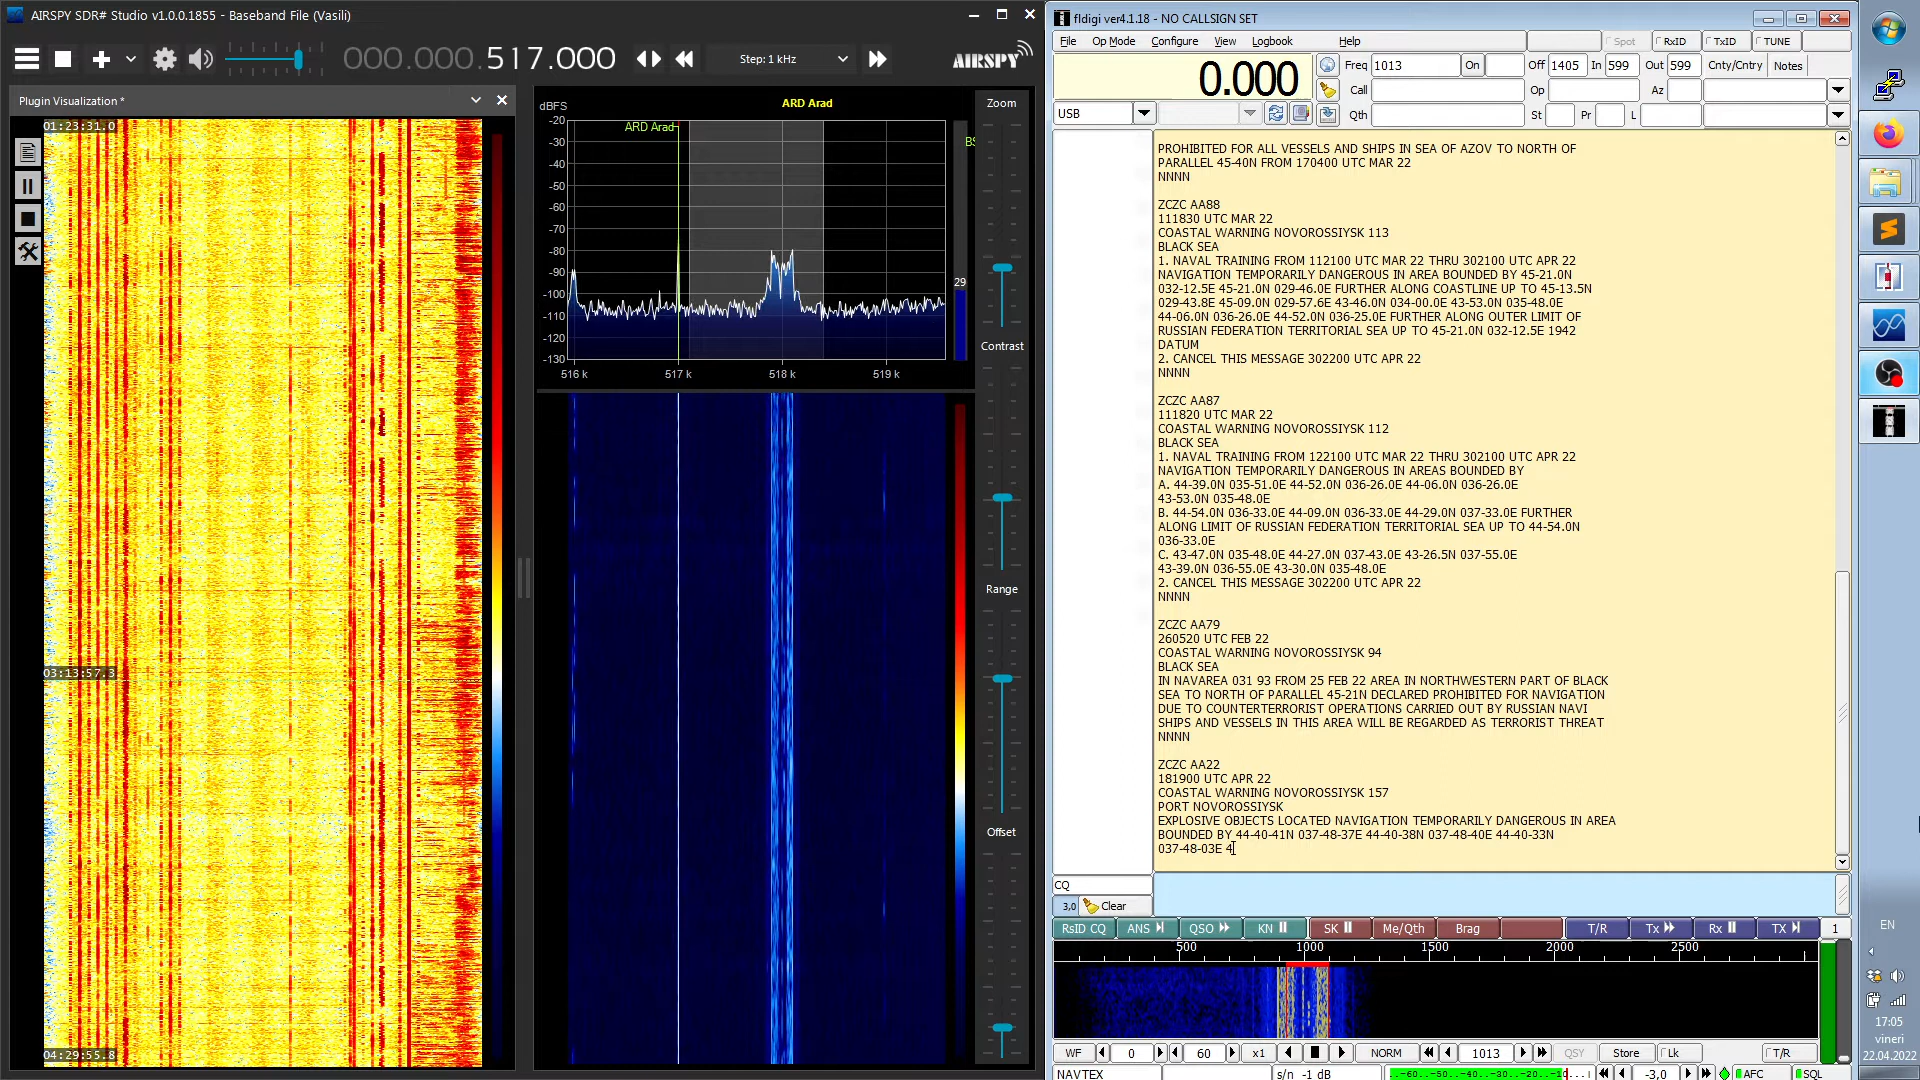 AIRSPY SDR# Studio v1.0.0.1855 - Baseband File (Vasili)
000.000.517.000
Step: 1 kHz
AIRSPY
Plugin Visualization *
01:23:31.0
03:13:57.3
04:29:55.8
dBFS
ARD Arad
Zoom
-20
ARD Arad
-30
-40
-50
-60
-70
-80
-90
-100
-110
-120
-130
29
516 k 517 k 518 k 519 k
Contrast
Range
Offset
fldigi ver4.1.18 - NO CALLSIGN SET
File Op Mode Configure View Logbook Help
Spot RxID TxID TUNE
0.000
Freq 1013 On Off 1405 In 599 Out 599 Cnty/Cntry Notes
Call Op Az
USB
Qth St Pr L
PROHIBITED FOR ALL VESSELS AND SHIPS IN SEA OF AZOV TO NORTH OF
PARALLEL 45-40N FROM 170400 UTC MAR 22
NNNN
ZCZC AA88
111830 UTC MAR 22
COASTAL WARNING NOVOROSSIYSK 113
BLACK SEA
1. NAVAL TRAINING FROM 112100 UTC MAR 22 THRU 302100 UTC APR 22
NAVIGATION TEMPORARILY DANGEROUS IN AREA BOUNDED BY 45-21.0N
032-12.5E 45-21.0N 029-46.0E FURTHER ALONG COASTLINE UP TO 45-13.5N
029-43.8E 45-09.0N 029-57.6E 43-46.0N 034-00.0E 43-53.0N 035-48.0E
44-06.0N 036-26.0E 44-52.0N 036-25.0E FURTHER ALONG OUTER LIMIT OF
RUSSIAN FEDERATION TERRITORIAL SEA UP TO 45-21.0N 032-12.5E 1942
DATUM
2. CANCEL THIS MESSAGE 302200 UTC APR 22
NNNN
ZCZC AA87
111820 UTC MAR 22
COASTAL WARNING NOVOROSSIYSK 112
BLACK SEA
1. NAVAL TRAINING FROM 122100 UTC MAR 22 THRU 302100 UTC APR 22
NAVIGATION TEMPORARILY DANGEROUS IN AREAS BOUNDED BY
A. 44-39.0N 035-51.0E 44-52.0N 036-26.0E 44-06.0N 036-26.0E
43-53.0N 035-48.0E
B. 44-54.0N 036-33.0E 44-09.0N 036-33.0E 44-29.0N 037-33.0E FURTHER
ALONG LIMIT OF RUSSIAN FEDERATION TERRITORIAL SEA UP TO 44-54.0N
036-33.0E
C. 43-47.0N 035-48.0E 44-27.0N 037-43.0E 43-26.5N 037-55.0E
43-39.0N 036-55.0E 43-30.0N 035-48.0E
2. CANCEL THIS MESSAGE 302200 UTC APR 22
NNNN
ZCZC AA79
260520 UTC FEB 22
COASTAL WARNING NOVOROSSIYSK 94
BLACK SEA
IN NAVAREA 031 93 FROM 25 FEB 22 AREA IN NORTHWESTERN PART OF BLACK
SEA TO NORTH OF PARALLEL 45-21N DECLARED PROHIBITED FOR NAVIGATION
DUE TO COUNTERTERRORIST OPERATIONS CARRIED OUT BY RUSSIAN NAVI
SHIPS AND VESSELS IN THIS AREA WILL BE REGARDED AS TERRORIST THREAT
NNNN
ZCZC AA22
181900 UTC APR 22
COASTAL WARNING NOVOROSSIYSK 157
PORT NOVOROSSIYSK
EXPLOSIVE OBJECTS LOCATED NAVIGATION TEMPORARILY DANGEROUS IN AREA
BOUNDED BY 44-40-41N 037-48-37E 44-40-38N 037-48-40E 44-40-33N
037-48-03E 4
CQ
3,0 Clear
RsID CQ ANS QSO KN SK Me/Qth Brag T/R Tx Rx TX 1
500 1000 1500 2000 2500
WF 0 60 x1 NORM 1013 QSY Store Lk T/R
NAVTEX s/n -1 dB -3,0 AFC SQL
EN
17:05
vineri
22.04.2022